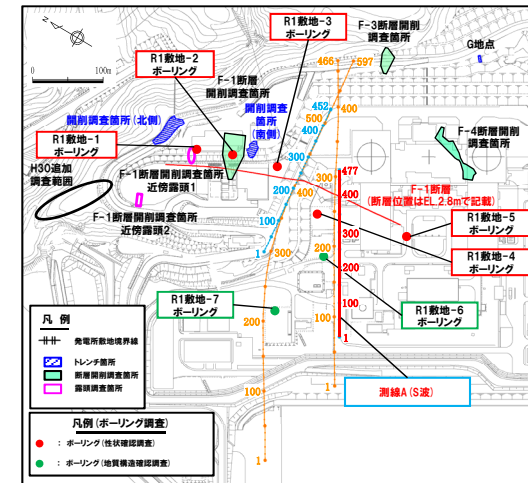 N
0
100m
R1敷地-2
ボーリング
R1敷地-3
ボーリング
F-3断層開削
調査箇所
G地点
F-1断層
開削調査箇所
466
597
開削調査箇所(北側)
開削調査
箇所
(南側)
452
500
400
400
F-4断層開削
調査箇所
R1敷地-1
ボーリング
H30追加
調査範囲
300
400
300
477
F-1断層開削調査箇所
近傍露頭1
F-1断層
(断層位置はEL.2.8mで記載)
400
200
F-1断層開削調査箇所
近傍露頭2
100
300
R1敷地-5
ボーリング
1
300
200
200
R1敷地-4
ボーリング
R1敷地-7
ボーリング
100
100
R1敷地-6
ボーリング
200
1
凡 例
発電所敷地境界線
トレンチ箇所
断層開削調査箇所
露頭調査箇所
100
1
測線A(S波)
凡例(ボーリング調査)
: ボーリング(性状確認調査)
: ボーリング(地質構造確認調査)
1